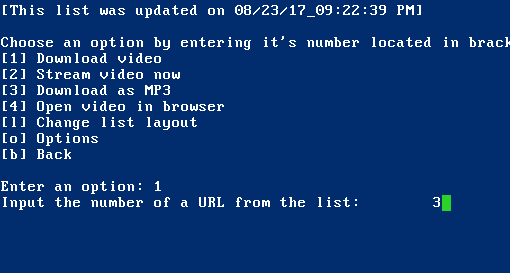 [This list was updated on 08/23/17_09:22:39 PM]
Choose an option by entering it's number located in brack
[1] Download video
[2] Stream video now
[3] Download as MP3
[4] Open video in browser
[l] Change list layout
[o] Options
[b] Back
Enter an option: 1
Input the number of a URL from the list: 3